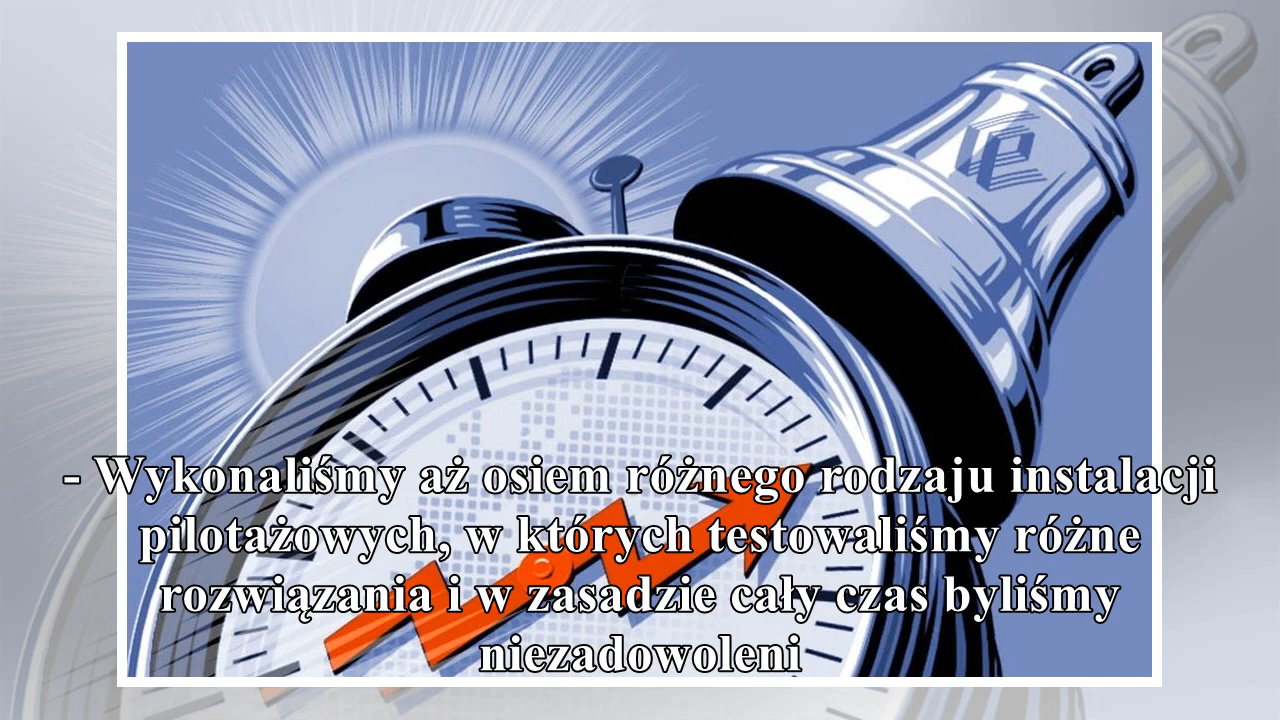 - Wykonaliśmy aż osiem różnego rodzaju instalacji
pilotażowych, w których testowaliśmy różne
rozwiązania i w zasadzie cały czas byliśmy
niezadowoleni